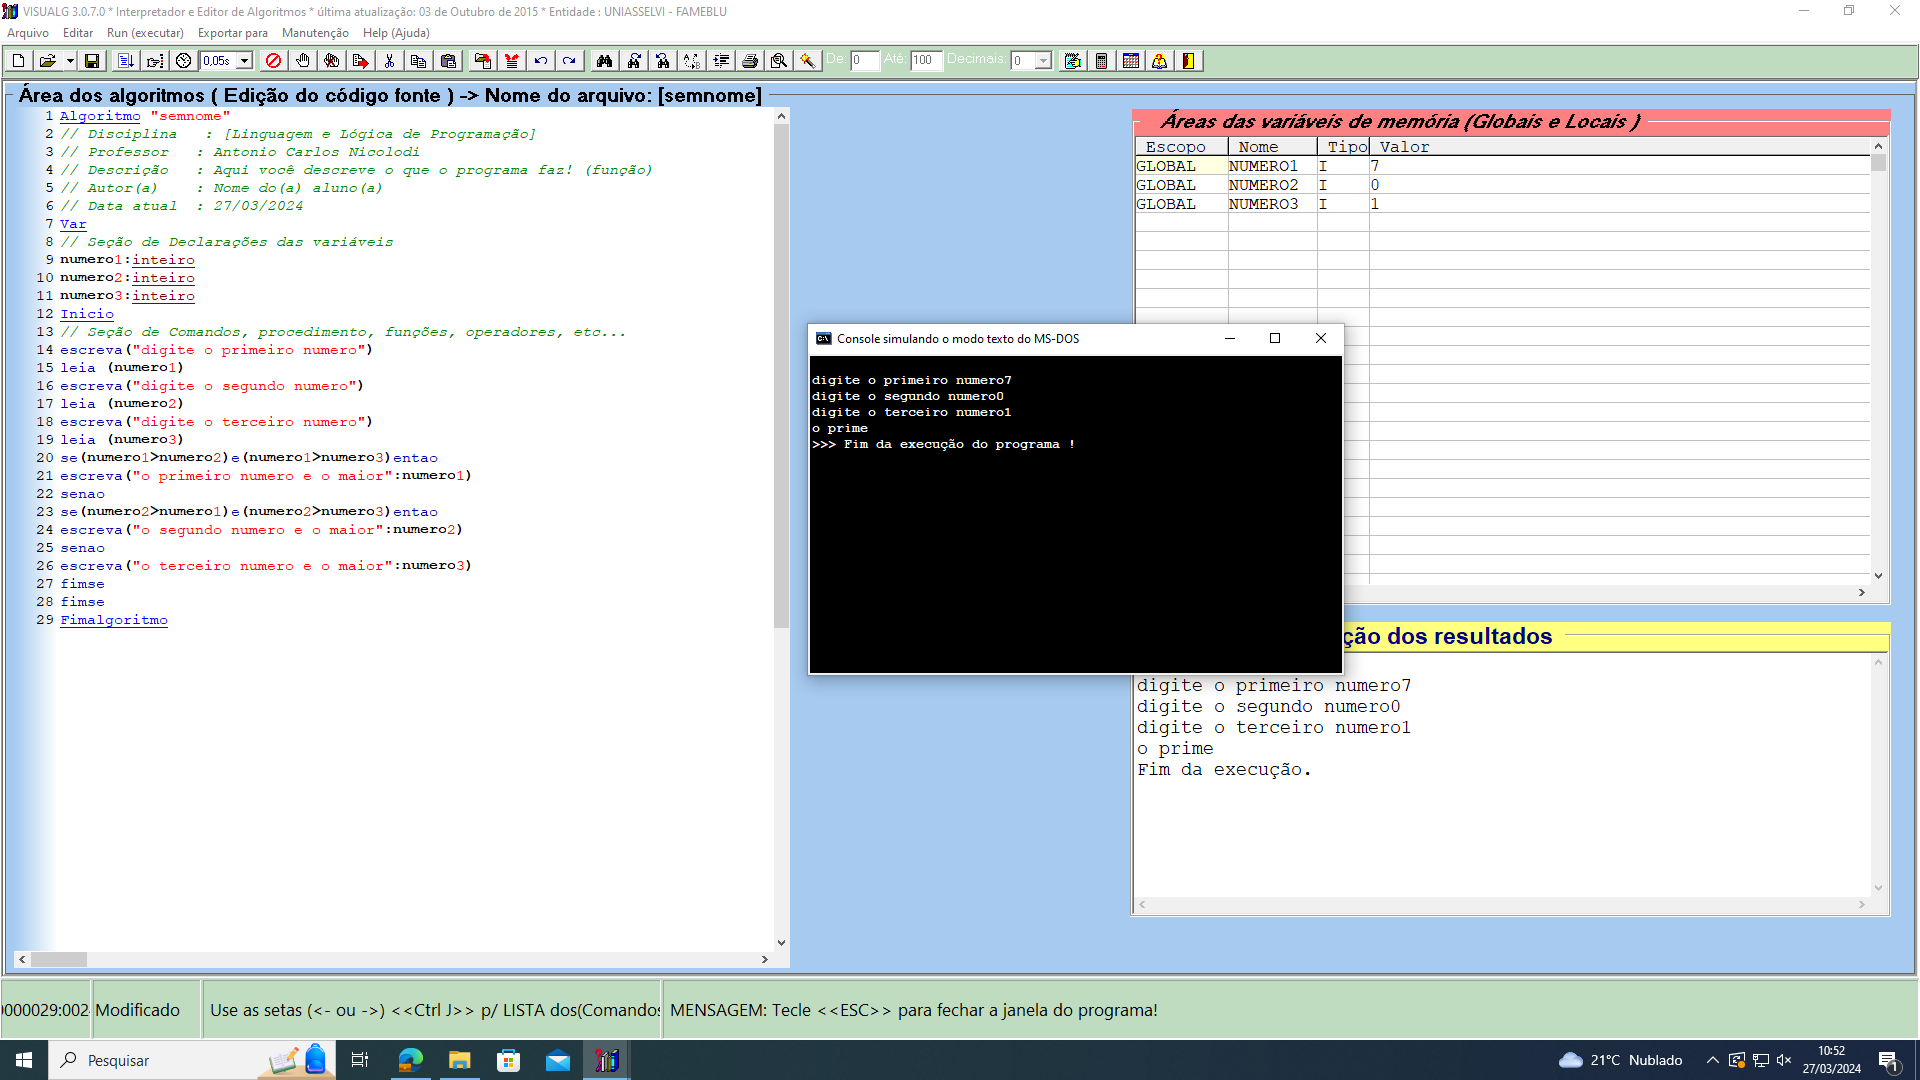 VISUALG 3.0.7.0 * Interpretador e Editor de Algoritmos * última atualização: 03 de Outubro de 2015 * Entidade : UNIASSELVI - FAMEBLU
Arquivo Editar Run (executar) Exportar para Manutenção Help (Ajuda)
0,05s De: 0 Até: 100 Decimais: 0
Área dos algoritmos ( Edição do código fonte ) -> Nome do arquivo: [semnome]
1 Algoritmo "semnome"
2 // Disciplina   : [Linguagem e Lógica de Programação]
3 // Professor   : Antonio Carlos Nicolodi
4 // Descrição   : Aqui você descreve o que o programa faz! (função)
5 // Autor(a)    : Nome do(a) aluno(a)
6 // Data atual  : 27/03/2024
7 Var
8 // Seção de Declarações das variáveis
9 numero1:inteiro
10 numero2:inteiro
11 numero3:inteiro
12 Inicio
13 // Seção de Comandos, procedimento, funções, operadores, etc...
14 escreva("digite o primeiro numero")
15 leia (numero1)
16 escreva("digite o segundo numero")
17 leia (numero2)
18 escreva("digite o terceiro numero")
19 leia (numero3)
20 se(numero1>numero2)e(numero1>numero3)entao
21 escreva("o primeiro numero e o maior":numero1)
22 senao
23 se(numero2>numero1)e(numero2>numero3)entao
24 escreva("o segundo numero e o maior":numero2)
25 senao
26 escreva("o terceiro numero e o maior":numero3)
27 fimse
28 fimse
29 Fimalgoritmo
Áreas das variáveis de memória (Globais e Locais )
Escopo Nome Tipo Valor
GLOBAL NUMERO1 I 7
GLOBAL NUMERO2 I 0
GLOBAL NUMERO3 I 1
Console simulando o modo texto do MS-DOS
digite o primeiro numero7
digite o segundo numero0
digite o terceiro numero1
o prime
>>> Fim da execução do programa !
ção dos resultados
digite o primeiro numero7
digite o segundo numero0
digite o terceiro numero1
o prime
Fim da execução.
Modificado
Use as setas (<- ou ->) <<Ctrl J>> p/ LISTA dos(Comandos
MENSAGEM: Tecle <<ESC>> para fechar a janela do programa!
Pesquisar
21°C Nublado
10:52
27/03/2024
1